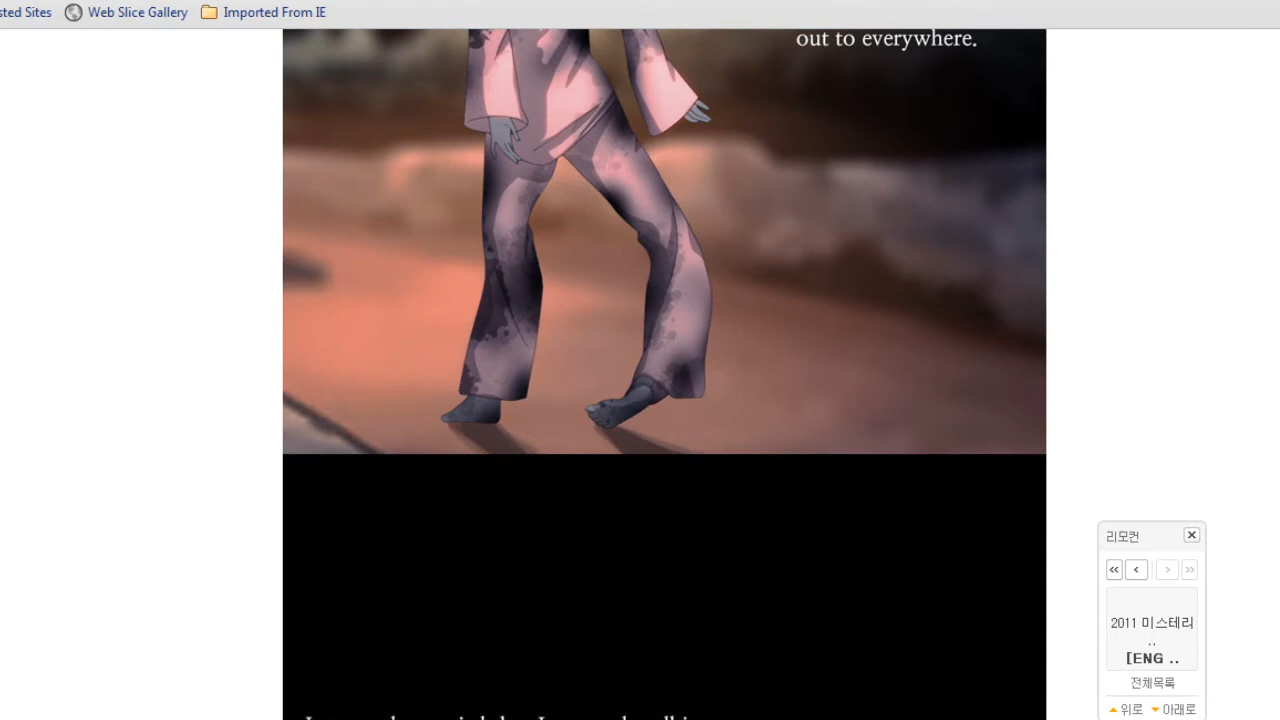 sted Sites Web Slice Gallery Imported From IE
out to everywhere.
리모컨
2011 미스테리
..
[ENG ..
전체목록
위로 아래로